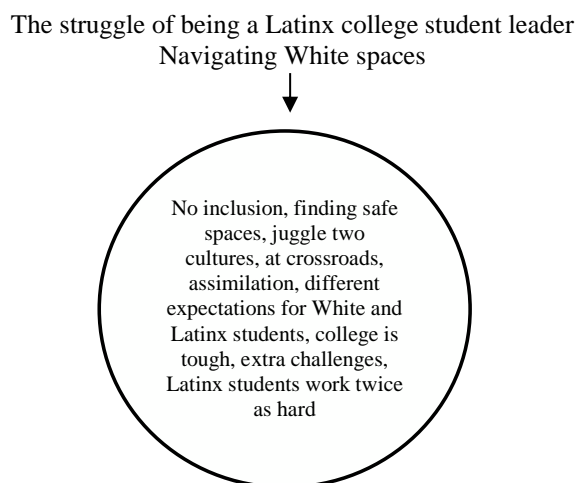 The struggle of being a Latinx college student leader
Navigating White spaces
No inclusion, finding safe
spaces, juggle two
cultures, at crossroads,
assimilation, different
expectations for White and
Latinx students, college is
tough, extra challenges,
Latinx students work twice
as hard